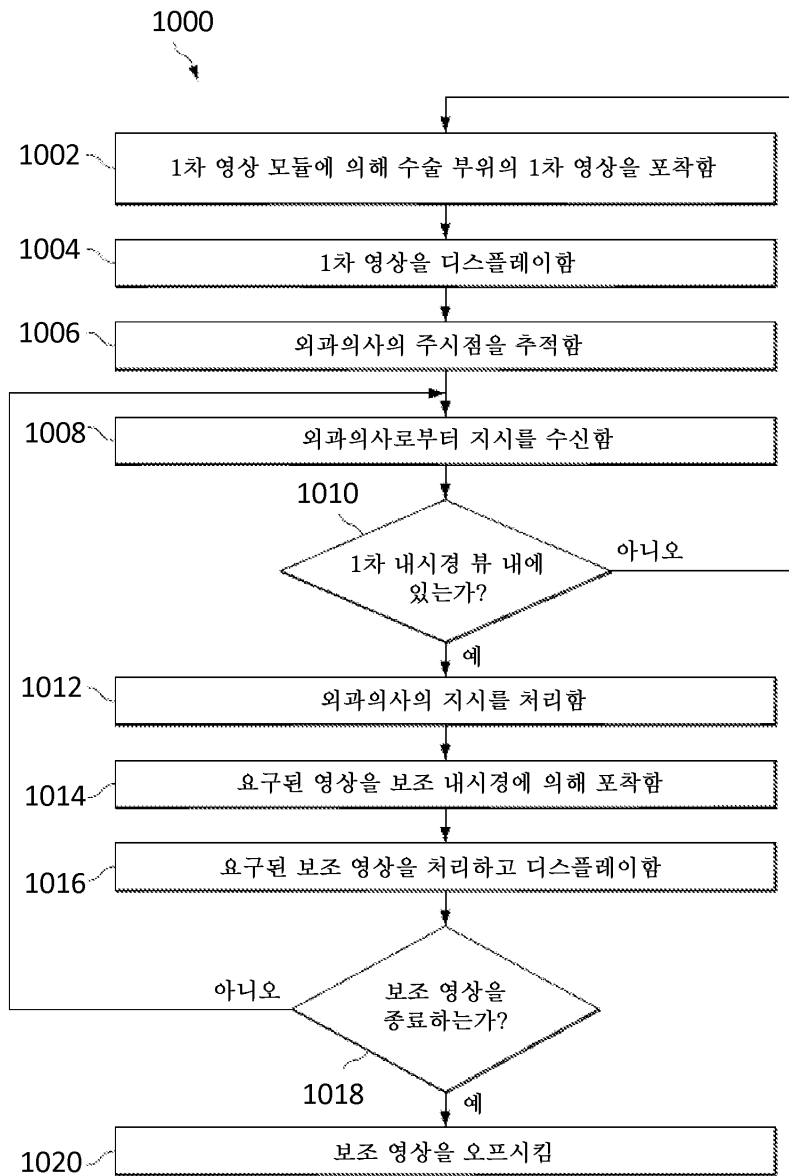 1000
1002
1차 영상 모듈에 의해 수술 부위의 1차 영상을 포착함
1004
1차 영상을 디스플레이함
1006
외과의사의 주시점을 추적함
1008
외과의사로부터 지시를 수신함
1010
1차 내시경 뷰 내에
있는가?
아니오
예
1012
외과의사의 지시를 처리함
1014
요구된 영상을 보조 내시경에 의해 포착함
1016
요구된 보조 영상을 처리하고 디스플레이함
아니오
보조 영상을
종료하는가?
1018
예
1020
보조 영상을 오프시킴